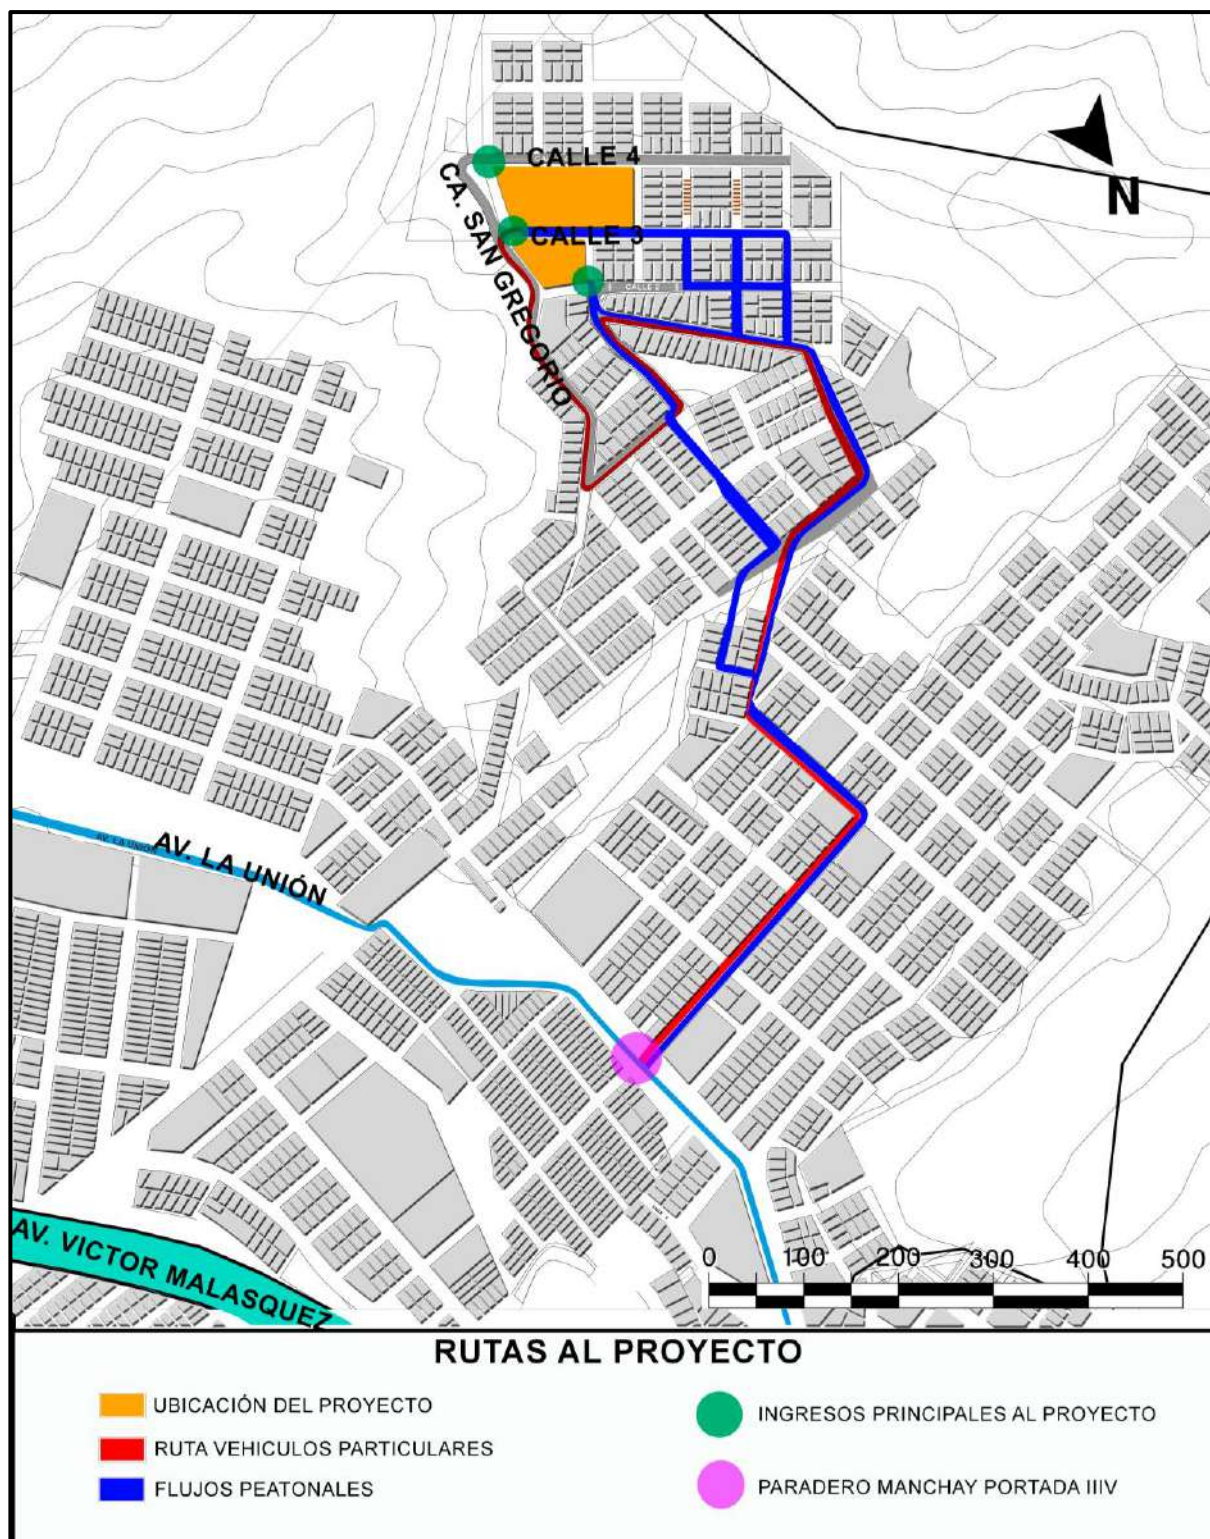 CALLE 4
N
CA. SAN GREGORIO
CALLE 3
CALLE 2
AV. LA UNIÓN
AV. LA UNIÓN
AV. VICTOR MALASQUEZ
0 100 200 300 400 500
RUTAS AL PROYECTO
UBICACIÓN DEL PROYECTO
RUTA VEHICULOS PARTICULARES
FLUJOS PEATONALES
INGRESOS PRINCIPALES AL PROYECTO
PARADERO MANCHAY PORTADA IIIV